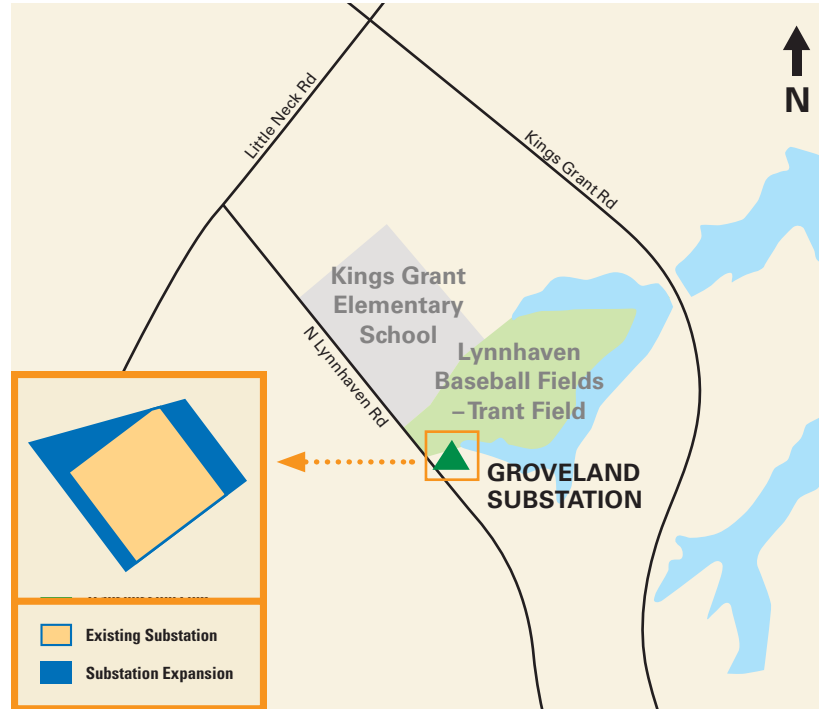 N
Little Neck Rd
Kings Grant Rd
Kings Grant
Elementary
School
N Lynnhaven Rd
Lynnhaven
Baseball Fields
–Trant Field
GROVELAND
SUBSTATION
Existing Substation
Substation Expansion